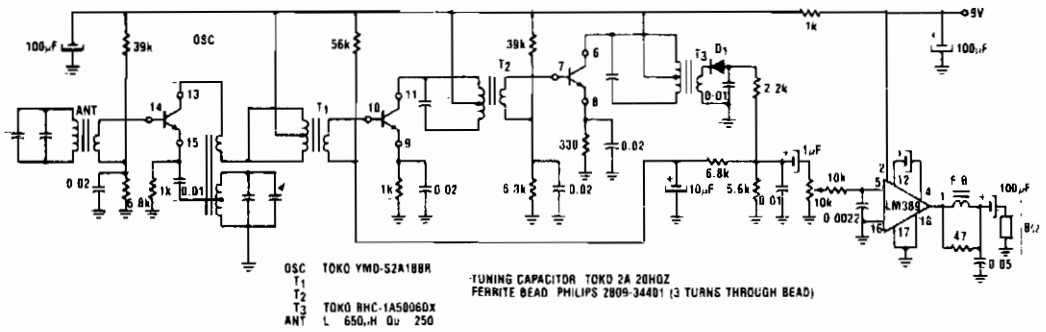 9V
1k
100µF
39k
OSC
56k
39k
6
T3 D1
100µF
T2
7
0.01
2.2k
13
11
14
ANT
T1
10
8
15
9
330
0.02
1µF
2
0.02
1k
0.01
6.8k
1k
0.02
6.3k
0.02
10µF
6.8k
5.6k
0.01
10k
10k
5
12
4
LM389
1
F B
100µF
8Ω
0.0022
16
17
18
47
0.05
6.8k
OSC TOKO YMO-S2A1BBR
T1
T2
T3 TOKO RHC-1A5006DX
ANT L 650µH Qu 250
TUNING CAPACITOR TOKO 2A 20HQZ
FERRITE BEAD PHILIPS 2809-34401 (3 TURNS THROUGH BEAD)